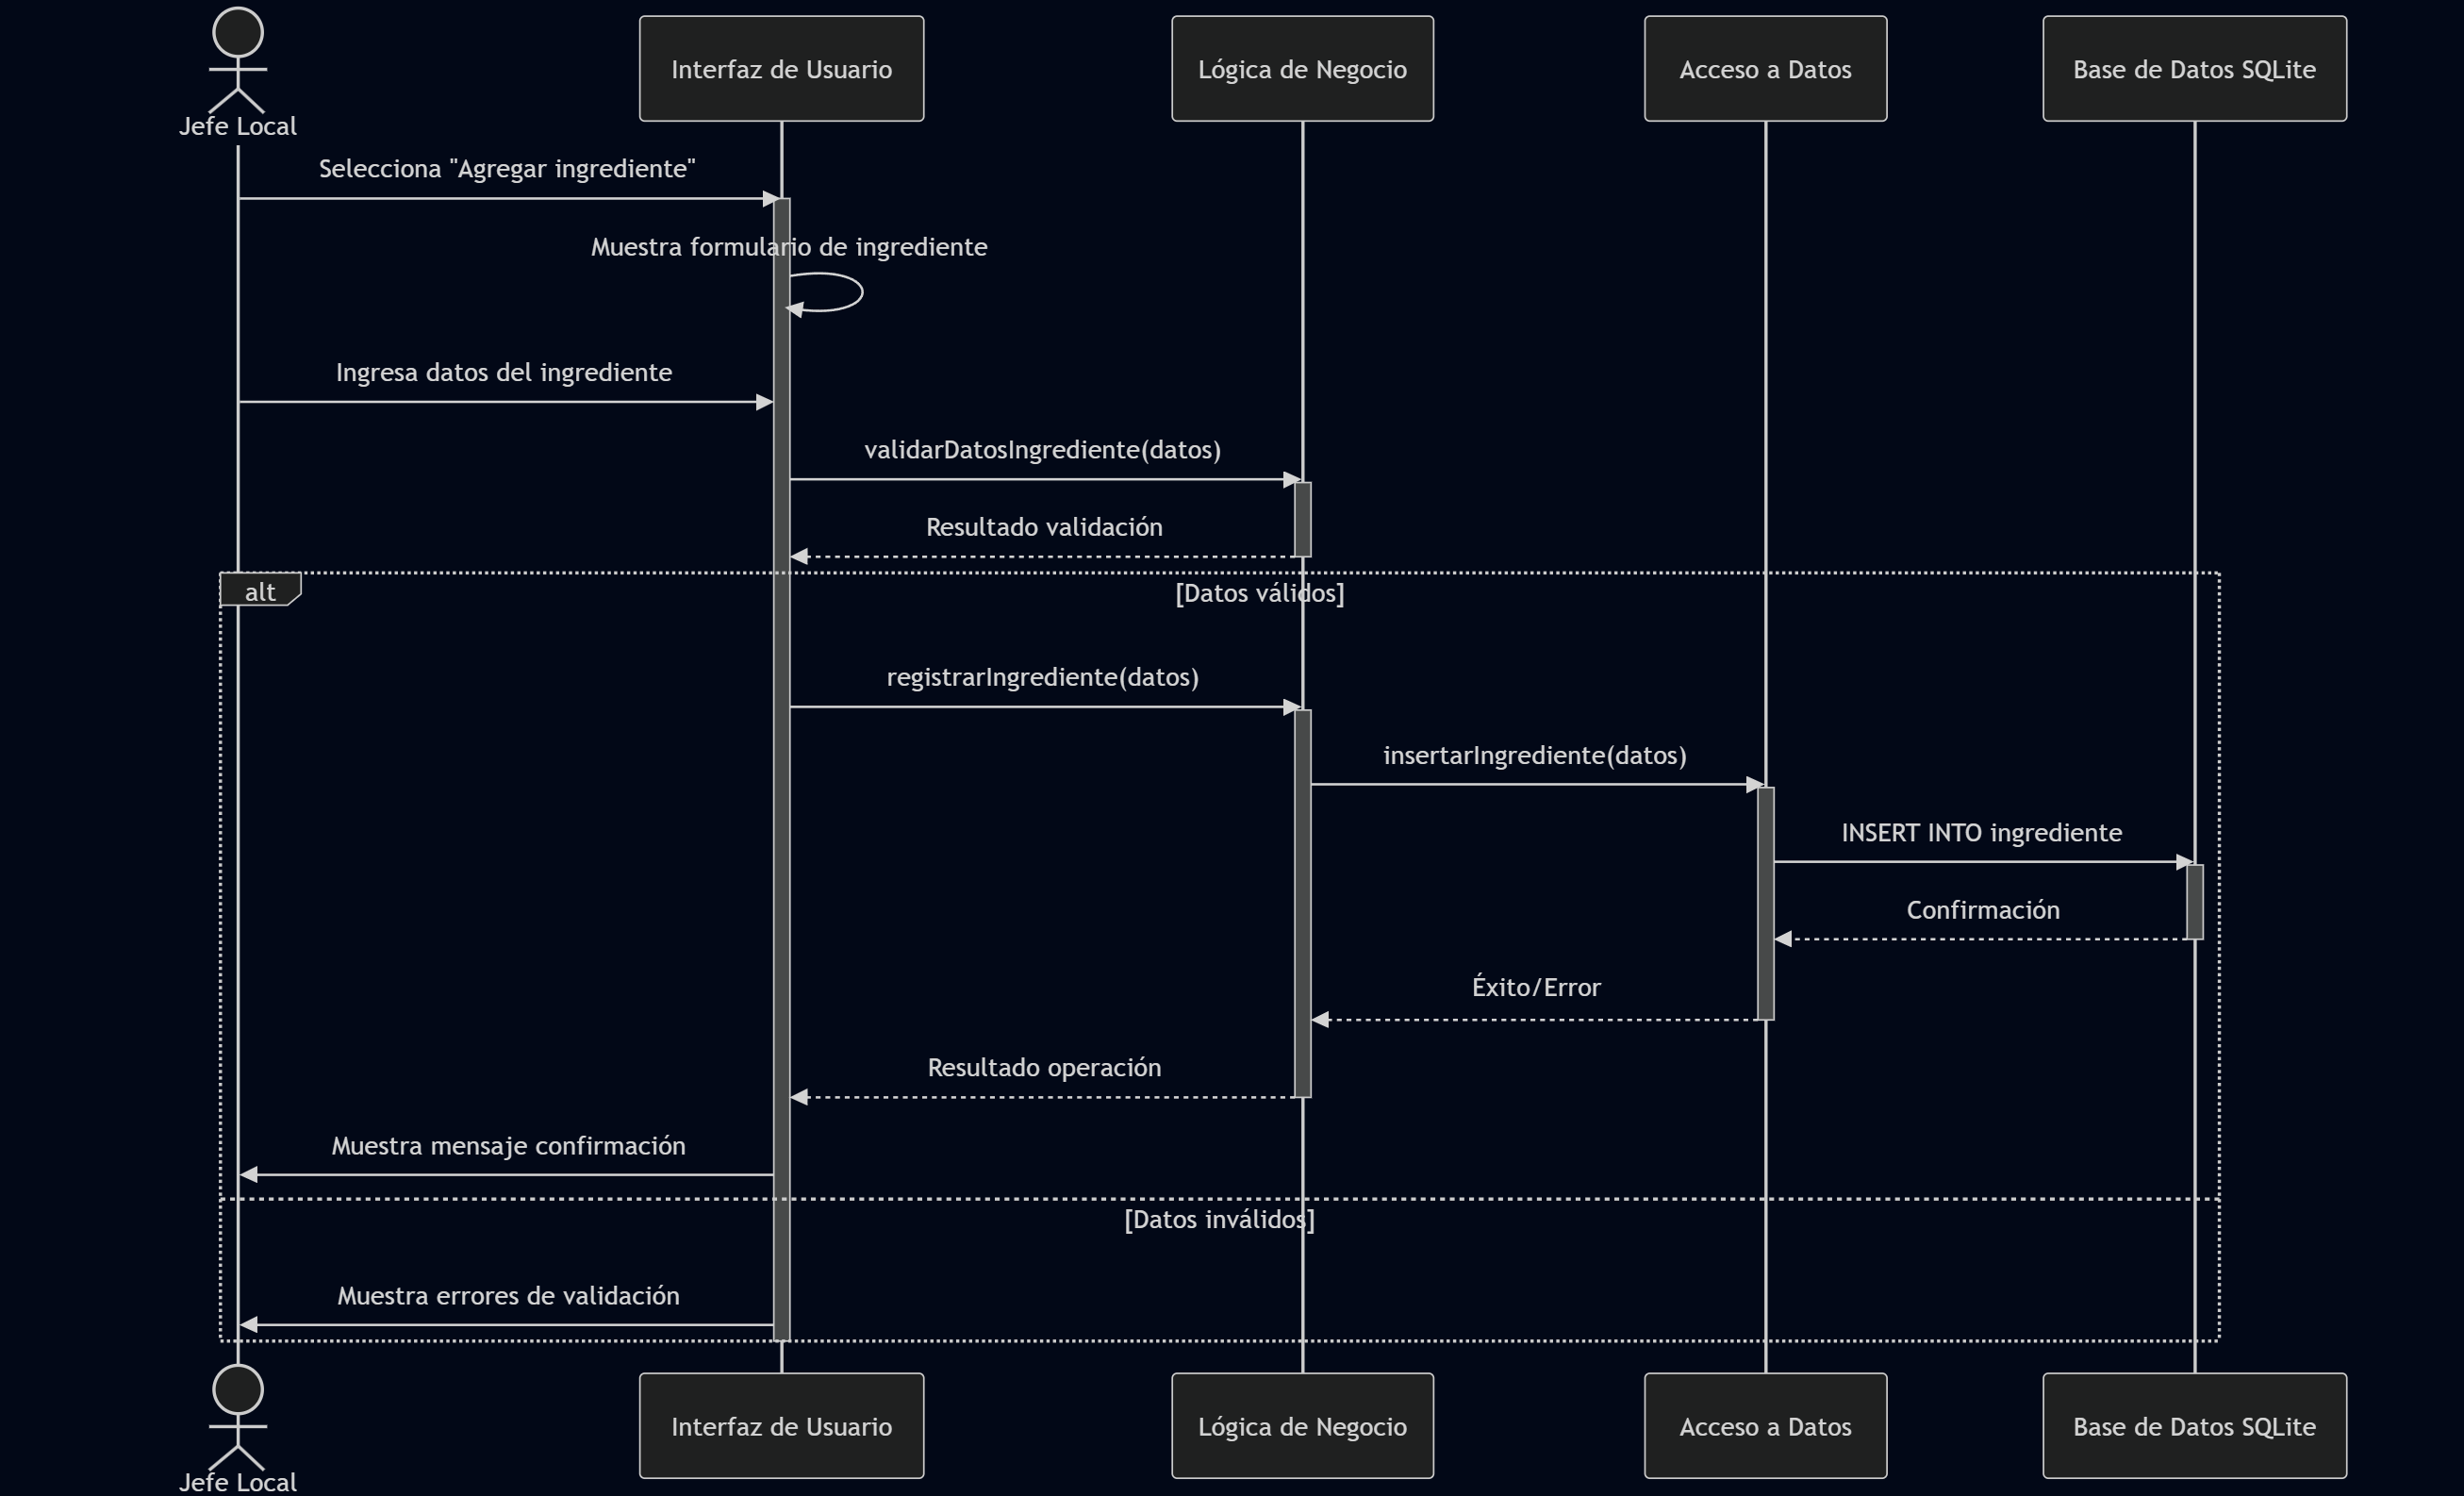 Jefe Local
Interfaz de Usuario
Lógica de Negocio
Acceso a Datos
Base de Datos SQLite
Selecciona "Agregar ingrediente"
Muestra formulario de ingrediente
Ingresa datos del ingrediente
validarDatosIngrediente(datos)
Resultado validación
alt
[Datos válidos]
registrarIngrediente(datos)
insertarIngrediente(datos)
INSERT INTO ingrediente
Confirmación
Éxito/Error
Resultado operación
Muestra mensaje confirmación
[Datos inválidos]
Muestra errores de validación
Jefe Local
Interfaz de Usuario
Lógica de Negocio
Acceso a Datos
Base de Datos SQLite